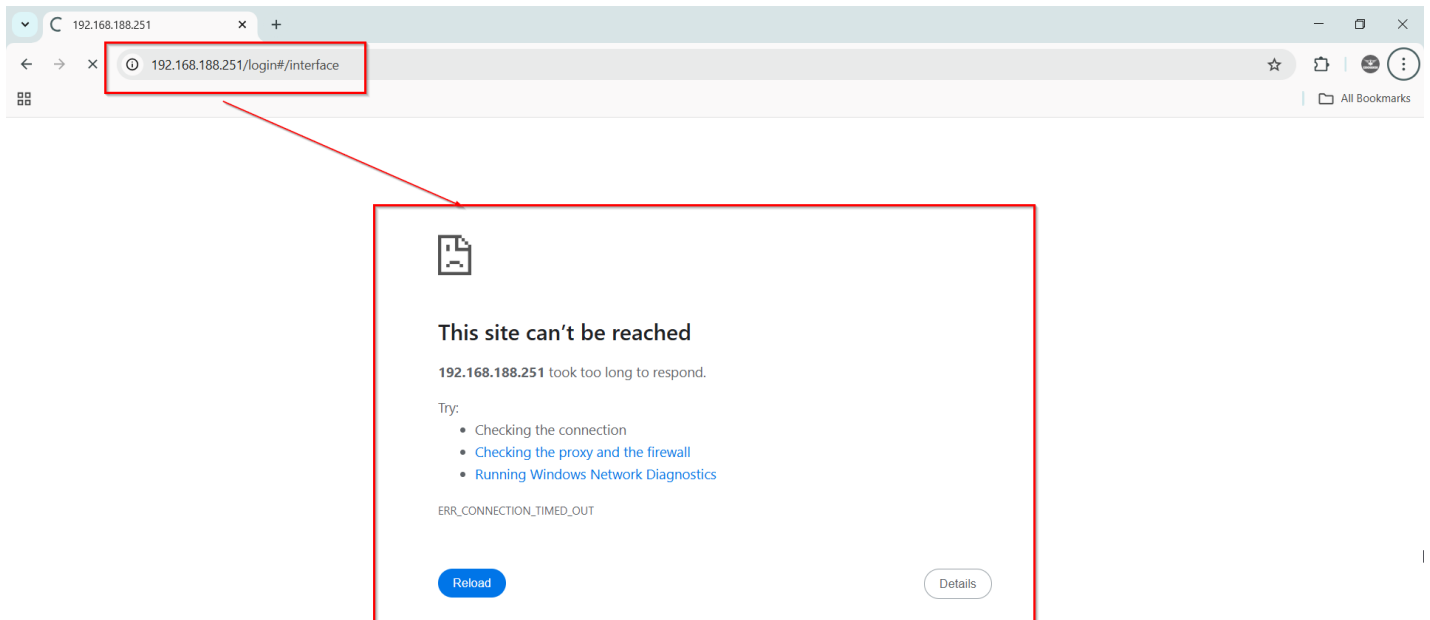 192.168.188.251
192.168.188.251/login#/interface
All Bookmarks
This site can't be reached
192.168.188.251 took too long to respond.
Try:
• Checking the connection
• Checking the proxy and the firewall
• Running Windows Network Diagnostics
ERR_CONNECTION_TIMED_OUT
Reload Details